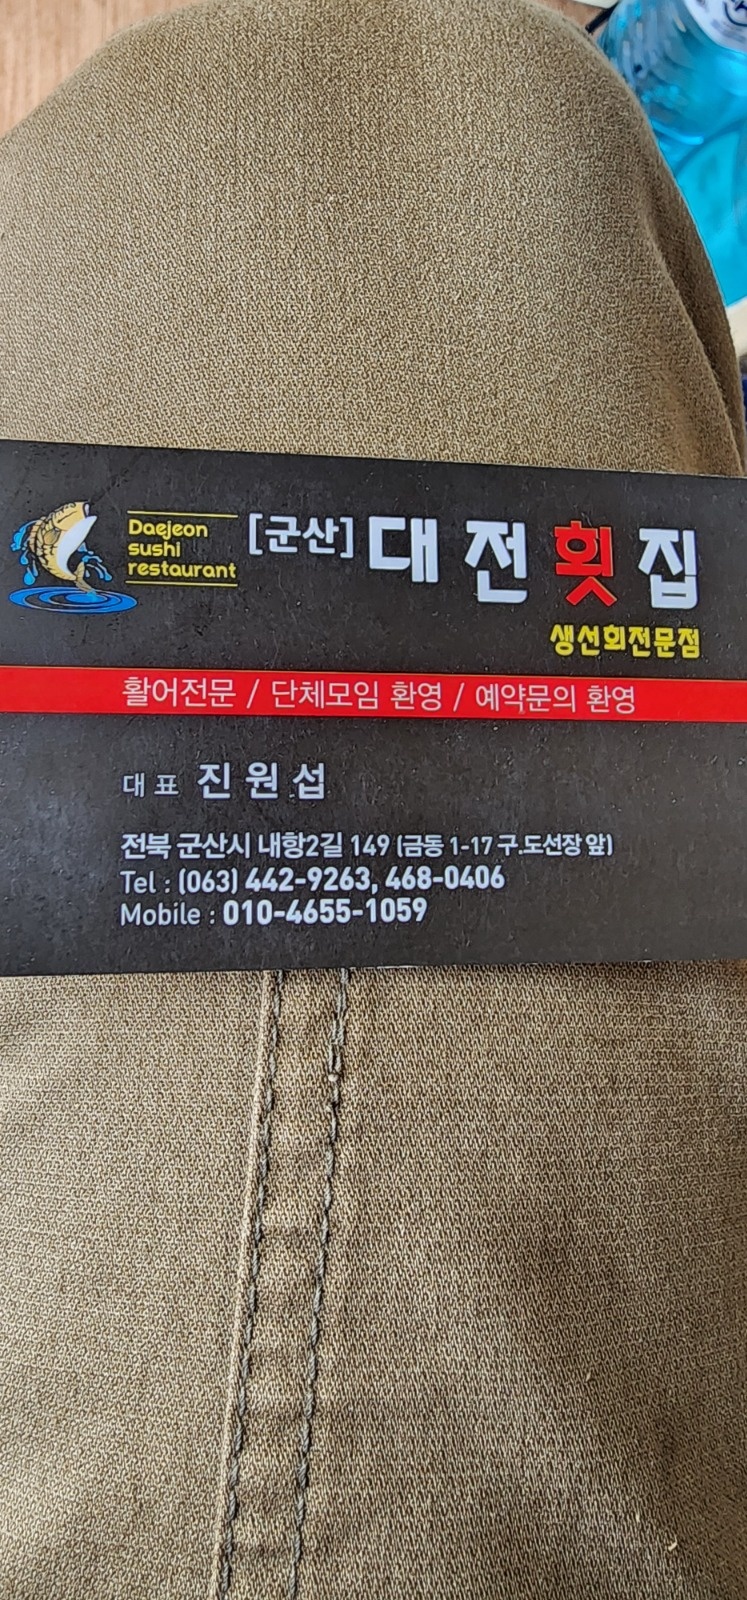 Daejeon
sushi
restaurant
[군산] 대전횟집
생선회전문점
활어전문 / 단체모임 환영 / 예약문의 환영
대표 진원섭
전북 군산시 내항2길 149 (금동 1-17 구.도선장 앞)
Tel : (063) 442-9263, 468-0406
Mobile : 010-4655-1059